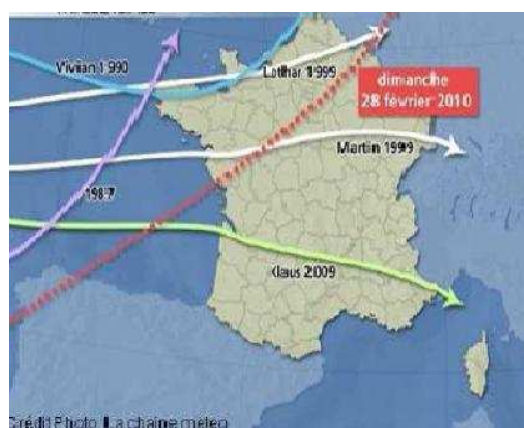 Vivian 1990
Lothar 1999
dimanche
28 février 2010
Martin 1999
1987
Klaus 2009
Crédit Photo La chaine meteo